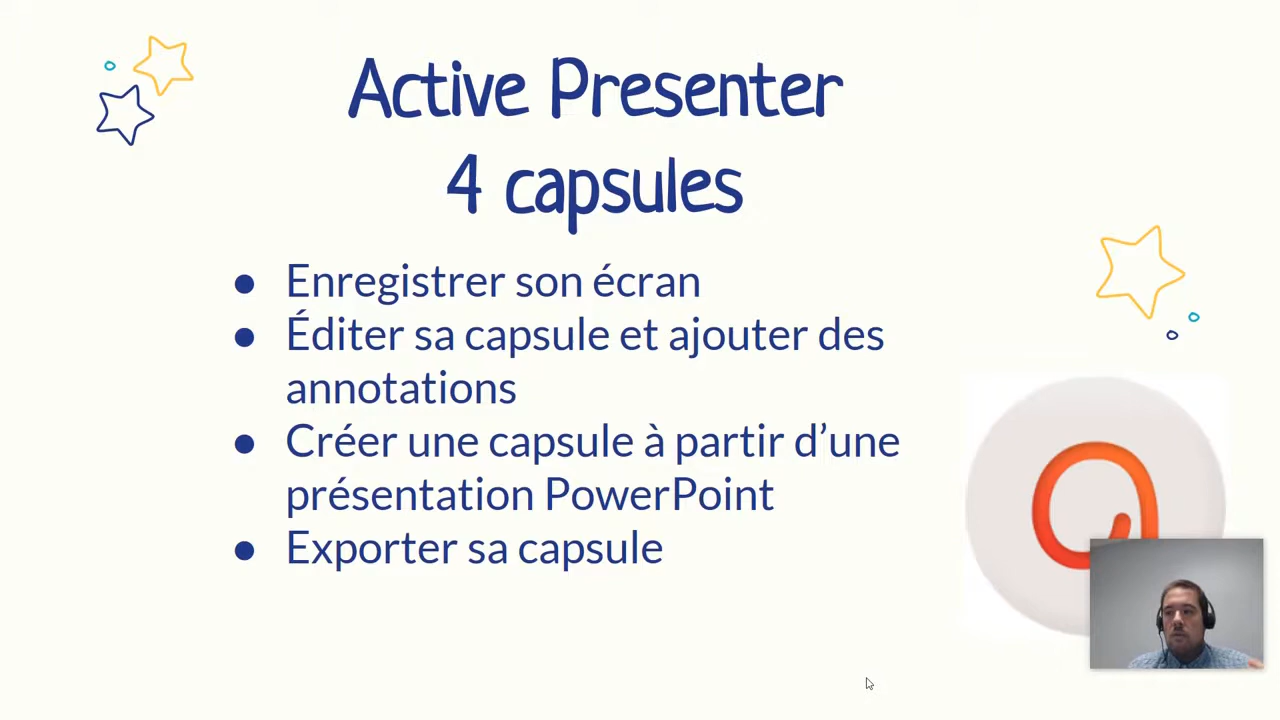 Active Presenter
4 capsules
● Enregistrer son écran
● Éditer sa capsule et ajouter des
annotations
● Créer une capsule à partir d’une
présentation PowerPoint
● Exporter sa capsule